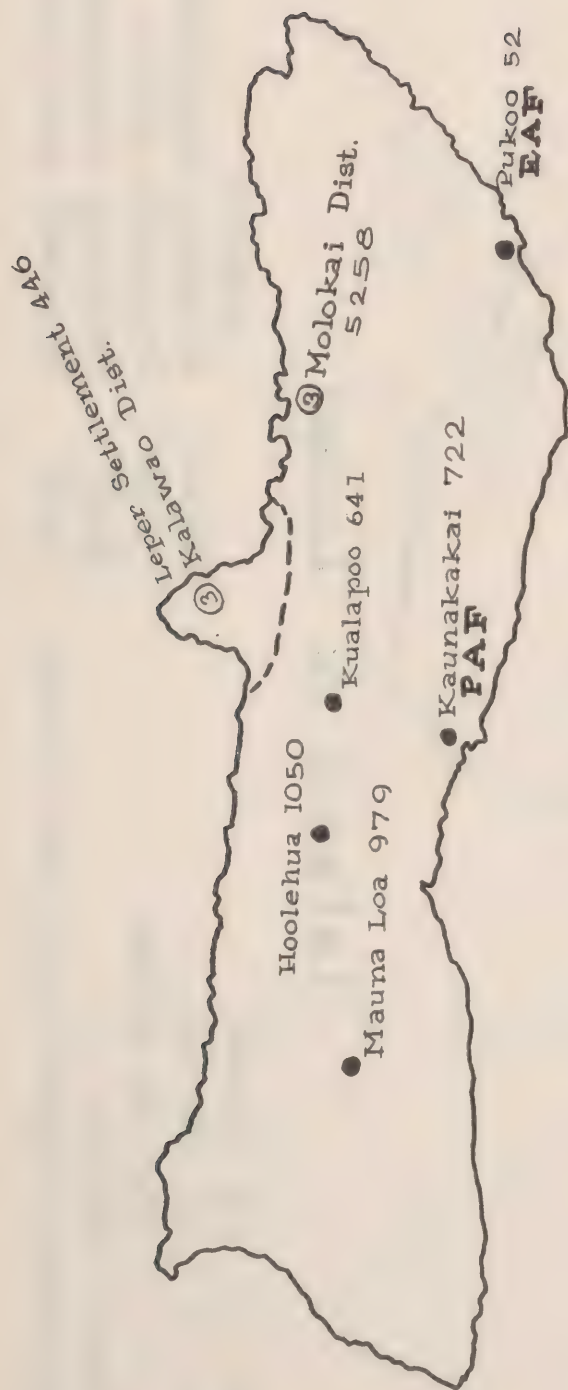 Leper Settlement 446
Kalawao Dist.
③
③ Molokai Dist.
5258
Hoolehua 1050
Kualapoo 641
Mauna Loa 979
Kaunakakai 722
PAF
Pukoo 52
EAF